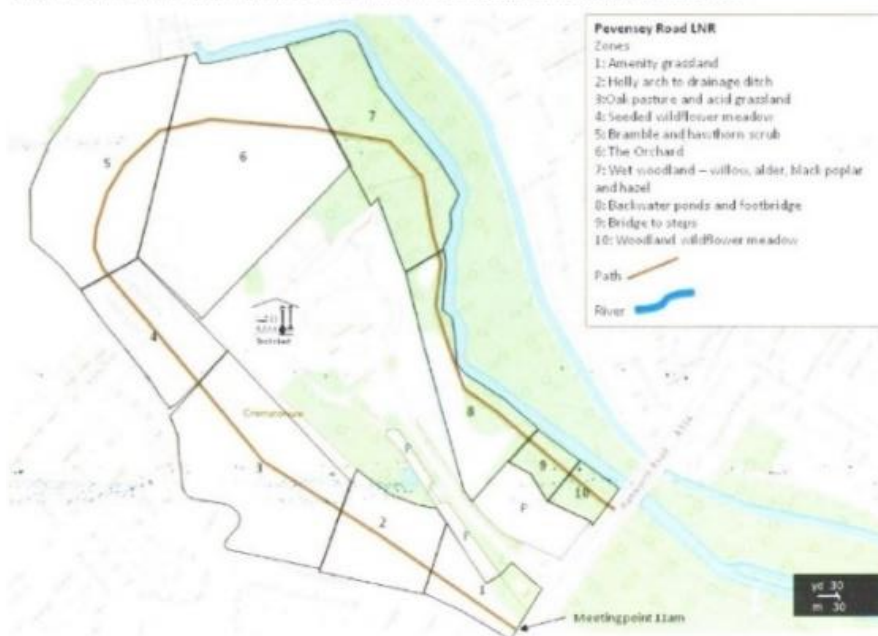 Pevensey Road LNR
Zones
1: Amenity grassland
2: Holly arch to drainage ditch
3:Oak pasture and acid grassland
4: Seeded wildflower meadow
5: Bramble and hawthorn scrub
6: The Orchard
7: Wet woodland – willow, alder, black poplar
and hazel
8: Backwater ponds and footbridge
9: Bridge to steps
10: Woodland wildflower meadow
Path
River
7
5
6
4
Crematorium
8
3
P
9
10
P
2
P
1
yd 30
m 30
Meeting point 11am